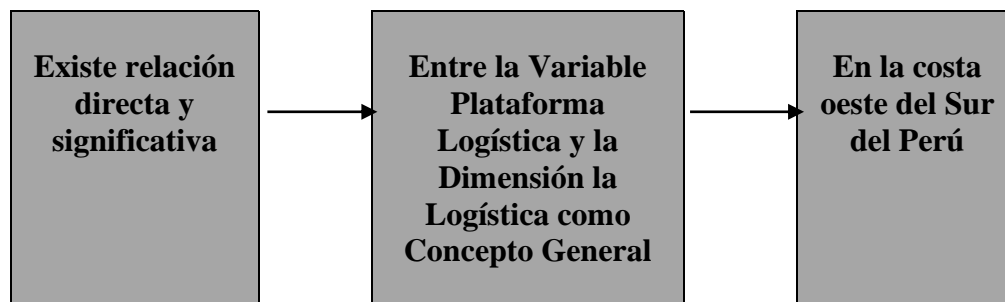 Existe relación
directa y
significativa
Entre la Variable
Plataforma
Logística y la
Dimensión la
Logística como
Concepto General
En la costa
oeste del Sur
del Perú